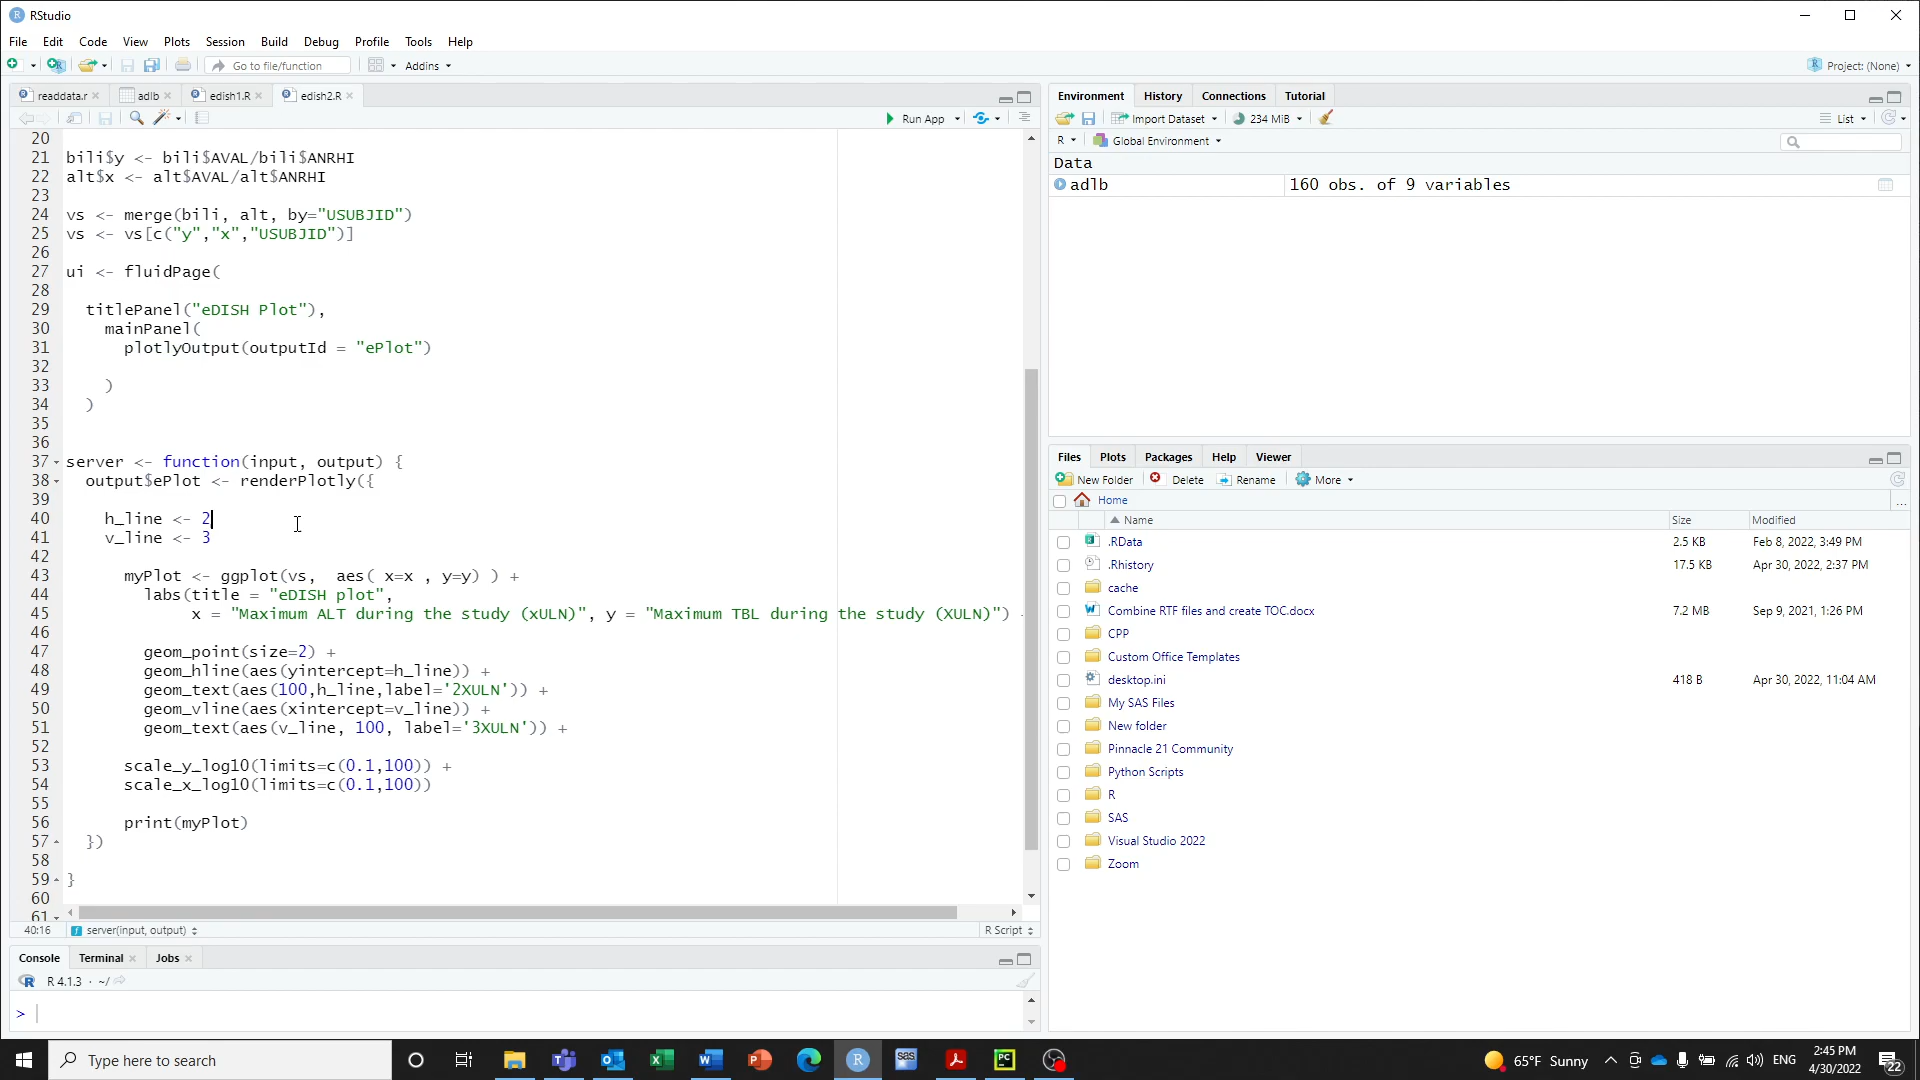 RStudio
File Edit Code View Plots Session Build Debug Profile Tools Help
Go to file/function Addins Project: (None)
readdata.r adlb edish1.R edish2.R
Run App
20
21 bili$y <- bili$AVAL/bili$ANRHI
22 alt$x <- alt$AVAL/alt$ANRHI
23
24 vs <- merge(bili, alt, by="USUBJID")
25 vs <- vs[c("y","x","USUBJID")]
26
27 ui <- fluidPage(
28
29 titlePanel("eDISH Plot"),
30 mainPanel(
31 plotlyOutput(outputId = "ePlot")
32
33 )
34 )
35
36
37 server <- function(input, output) {
38 output$ePlot <- renderPlotly({
39
40 h_line <- 2
41 v_line <- 3
42
43 myPlot <- ggplot(vs, aes( x=x , y=y) ) +
44 labs(title = "eDISH plot",
45 x = "Maximum ALT during the study (xULN)", y = "Maximum TBL during the study (XULN)")
46
47 geom_point(size=2) +
48 geom_hline(aes(yintercept=h_line)) +
49 geom_text(aes(100,h_line,label='2XULN')) +
50 geom_vline(aes(xintercept=v_line)) +
51 geom_text(aes(v_line, 100, label='3XULN')) +
52
53 scale_y_log10(limits=c(0.1,100)) +
54 scale_x_log10(limits=c(0.1,100))
55
56 print(myPlot)
57 })
58
59 }
60
61
40:16 server(input, output) R Script
Console Terminal Jobs
R 4.1.3 · ~/
>
Environment History Connections Tutorial
Import Dataset 234 MiB List
R Global Environment
Data
adlb 160 obs. of 9 variables
Files Plots Packages Help Viewer
New Folder Delete Rename More
Home ...
Name Size Modified
.RData 2.5 KB Feb 8, 2022, 3:49 PM
.Rhistory 17.5 KB Apr 30, 2022, 2:37 PM
cache
Combine RTF files and create TOC.docx 7.2 MB Sep 9, 2021, 1:26 PM
CPP
Custom Office Templates
desktop.ini 418 B Apr 30, 2022, 11:04 AM
My SAS Files
New folder
Pinnacle 21 Community
Python Scripts
R
SAS
Visual Studio 2022
Zoom
Type here to search
65°F Sunny ENG
2:45 PM
4/30/2022
22